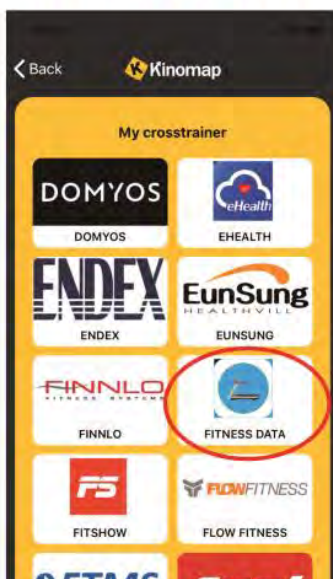 Back
Kinomap
My crosstrainer
DOMYOS
eHealth
DOMYOS
EHEALTH
ENDEX
EunSung
HEALTHVILL
ENDEX
EUNSUNG
FINNLO
FITNESS SYSTEMS
FINNLO
FITNESS DATA
FS
FLOWFITNESS
FITSHOW
FLOW FITNESS
FTMS